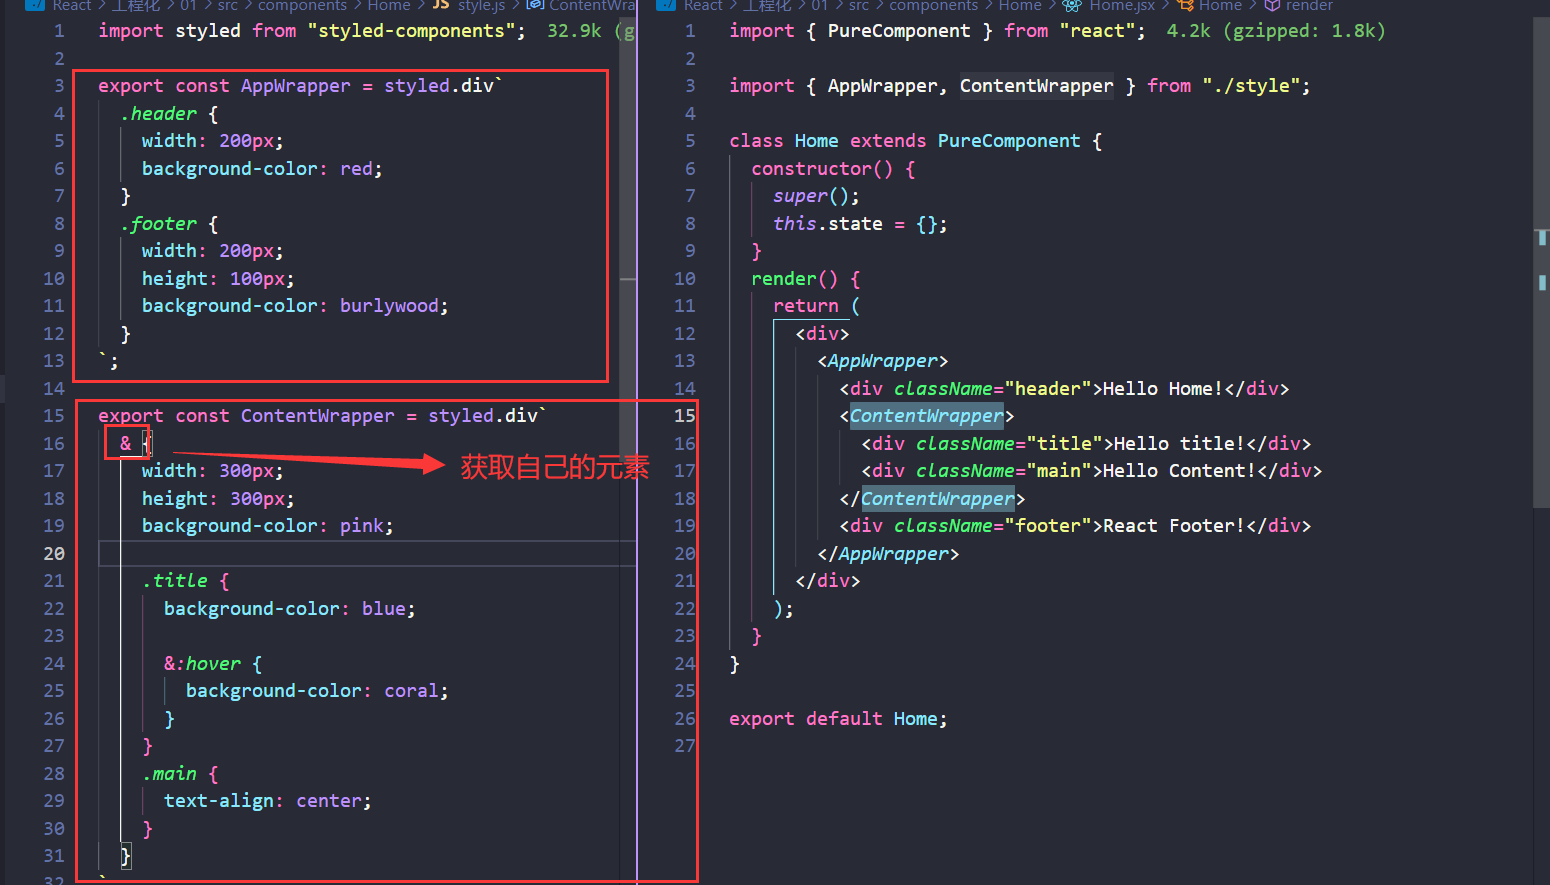 React > 工程化 > 01 > src > components > Home > JS style.js > ContentWra
1 import styled from "styled-components"; 32.9k (g
2
3 export const AppWrapper = styled.div`
4 .header {
5 width: 200px;
6 background-color: red;
7 }
8 .footer {
9 width: 200px;
10 height: 100px;
11 background-color: burlywood;
12 }
13 `;
14
15 export const ContentWrapper = styled.div`
16 & {
获取自己的元素
17 width: 300px;
18 height: 300px;
19 background-color: pink;
20
21 .title {
22 background-color: blue;
23
24 &:hover {
25 background-color: coral;
26 }
27 }
28 .main {
29 text-align: center;
30 }
31 }
32 `
React > 工程化 > 01 > src > components > Home > Home.jsx > Home > render
1 import { PureComponent } from "react"; 4.2k (gzipped: 1.8k)
2
3 import { AppWrapper, ContentWrapper } from "./style";
4
5 class Home extends PureComponent {
6 constructor() {
7 super();
8 this.state = {};
9 }
10 render() {
11 return (
12 <div>
13 <AppWrapper>
14 <div className="header">Hello Home!</div>
15 <ContentWrapper>
16 <div className="title">Hello title!</div>
17 <div className="main">Hello Content!</div>
18 </ContentWrapper>
19 <div className="footer">React Footer!</div>
20 </AppWrapper>
21 </div>
22 );
23 }
24 }
25
26 export default Home;
27